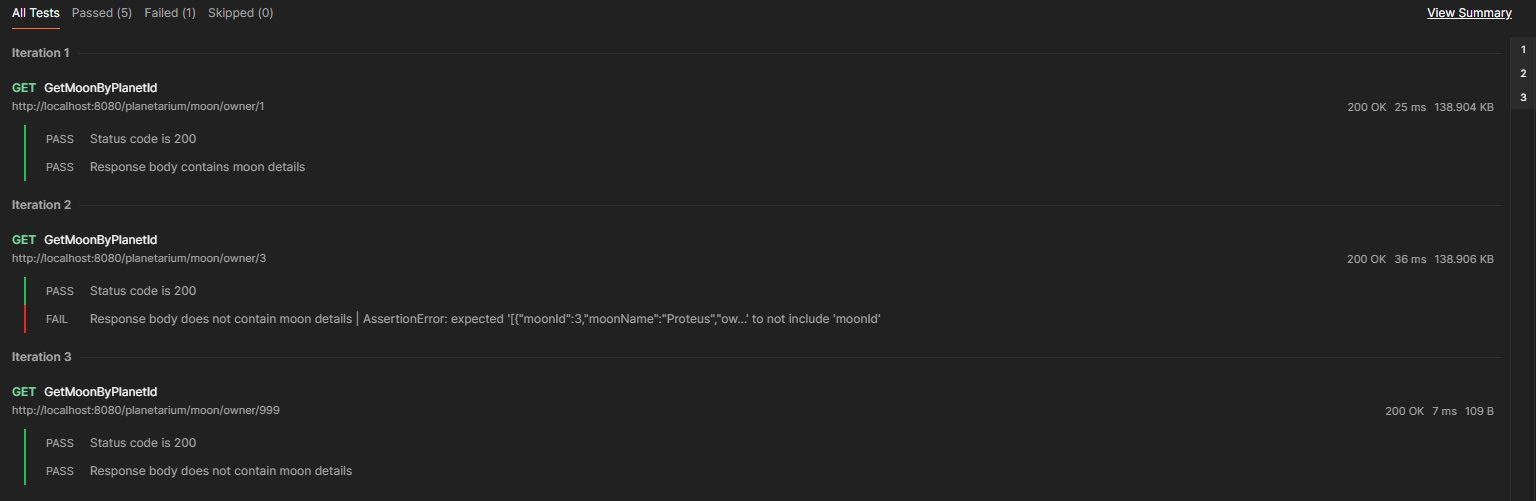 All Tests Passed (5) Failed (1) Skipped (0) View Summary
Iteration 1
1
2
3
GET GetMoonByPlanetId
http://localhost:8080/planetarium/moon/owner/1
200 OK 25 ms 138.904 KB
PASS Status code is 200
PASS Response body contains moon details
Iteration 2
GET GetMoonByPlanetId
http://localhost:8080/planetarium/moon/owner/3
200 OK 36 ms 138.906 KB
PASS Status code is 200
FAIL Response body does not contain moon details | AssertionError: expected '[{"moonId":3,"moonName":"Proteus","ow...' to not include 'moonId'
Iteration 3
GET GetMoonByPlanetId
http://localhost:8080/planetarium/moon/owner/999
200 OK 7 ms 109 B
PASS Status code is 200
PASS Response body does not contain moon details